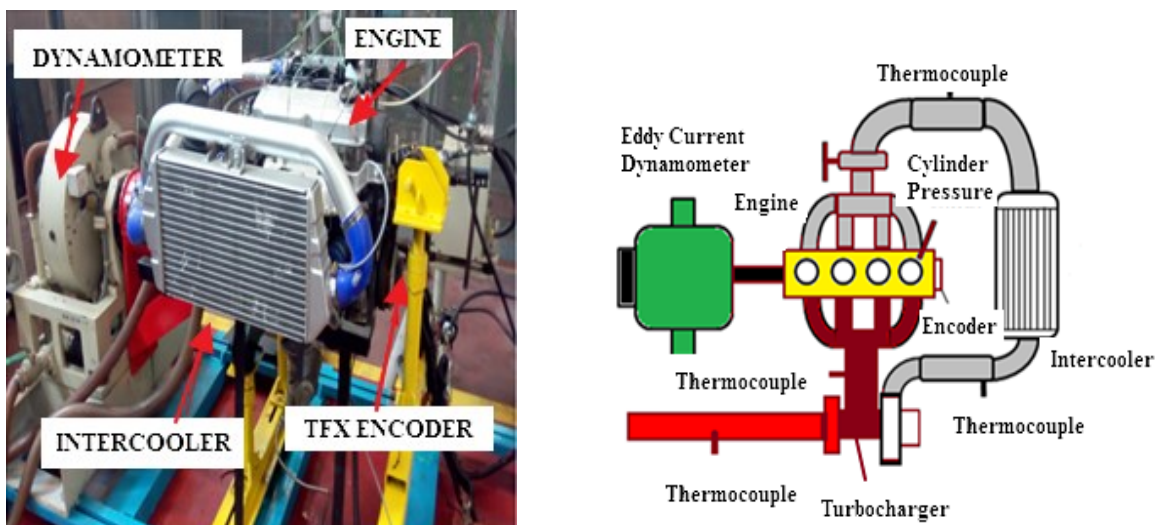 DYNAMOMETER
ENGINE
INTERCOOLER
TFX ENCODER
Thermocouple
Eddy Current
Dynamometer
Cylinder
Pressure
Engine
Encoder
Intercooler
Thermocouple
Thermocouple
Thermocouple
Turbocharger